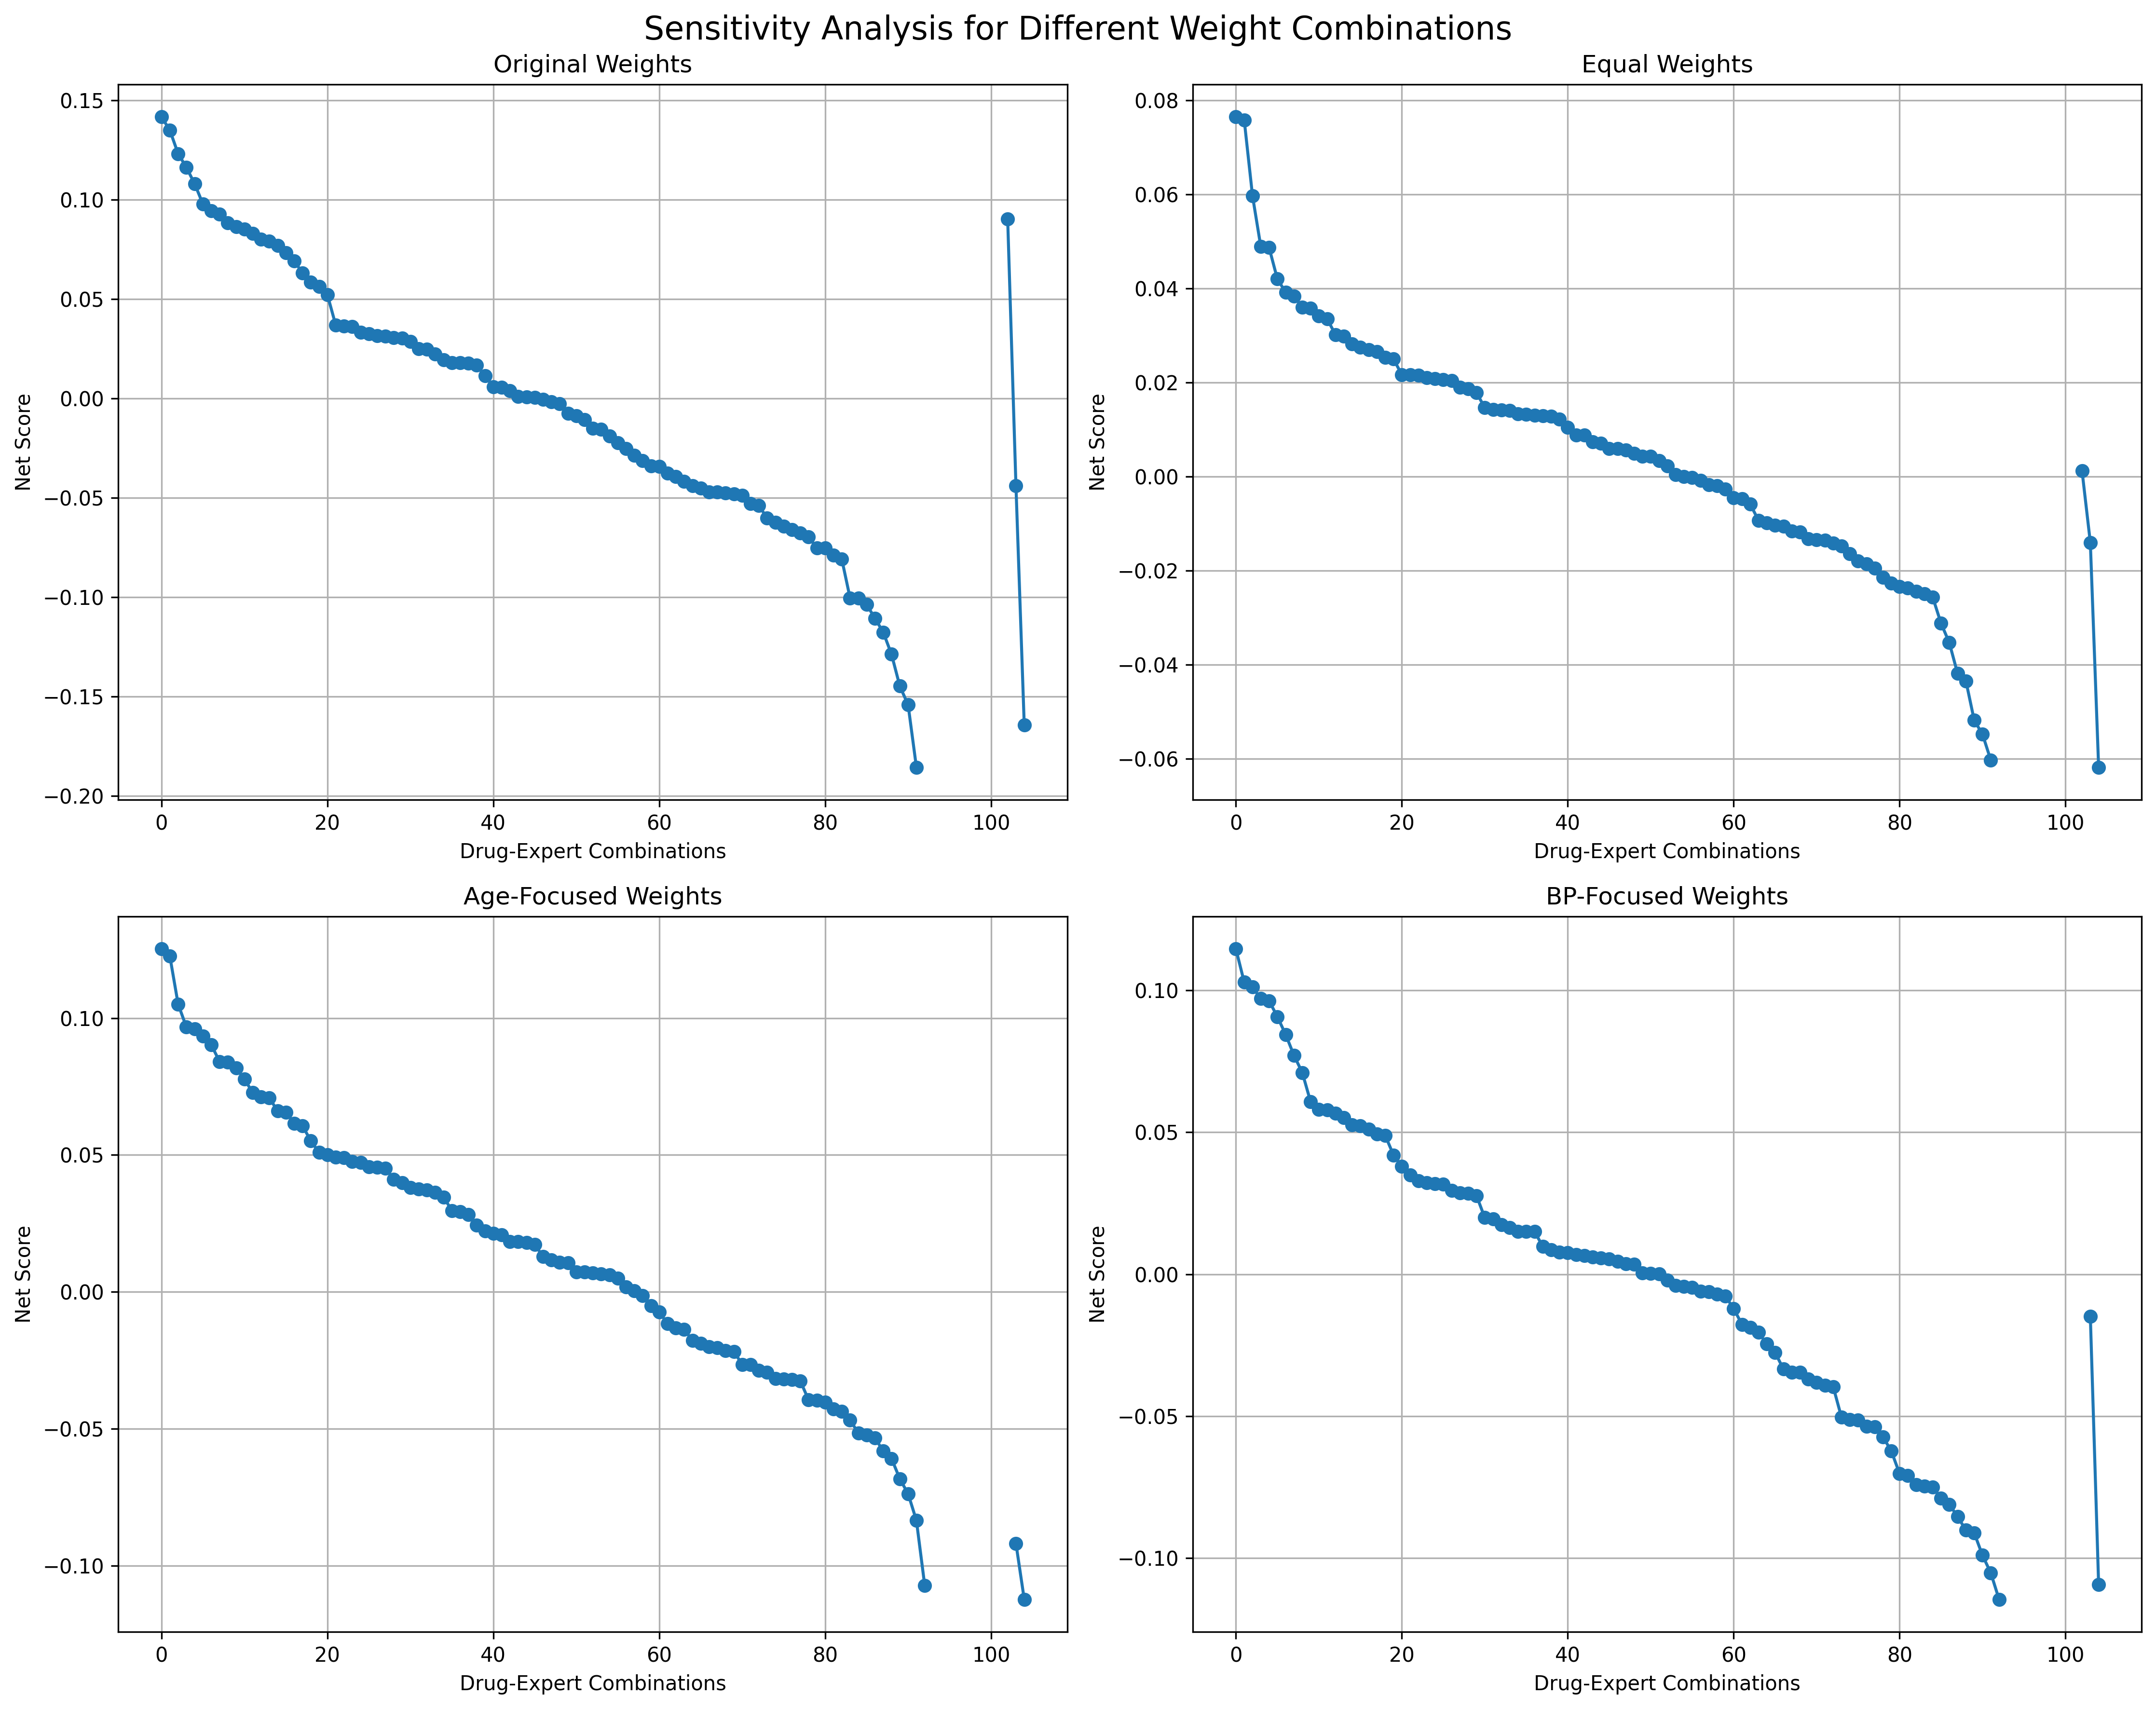 Sensitivity Analysis for Different Weight Combinations
Original Weights
Net Score
0.15
0.10
0.05
0.00
−0.05
−0.10
−0.15
−0.20
0 20 40 60 80 100
Drug-Expert Combinations
Equal Weights
Net Score
0.08
0.06
0.04
0.02
0.00
−0.02
−0.04
−0.06
0 20 40 60 80 100
Drug-Expert Combinations
Age-Focused Weights
Net Score
0.10
0.05
0.00
−0.05
−0.10
0 20 40 60 80 100
Drug-Expert Combinations
BP-Focused Weights
Net Score
0.10
0.05
0.00
−0.05
−0.10
0 20 40 60 80 100
Drug-Expert Combinations